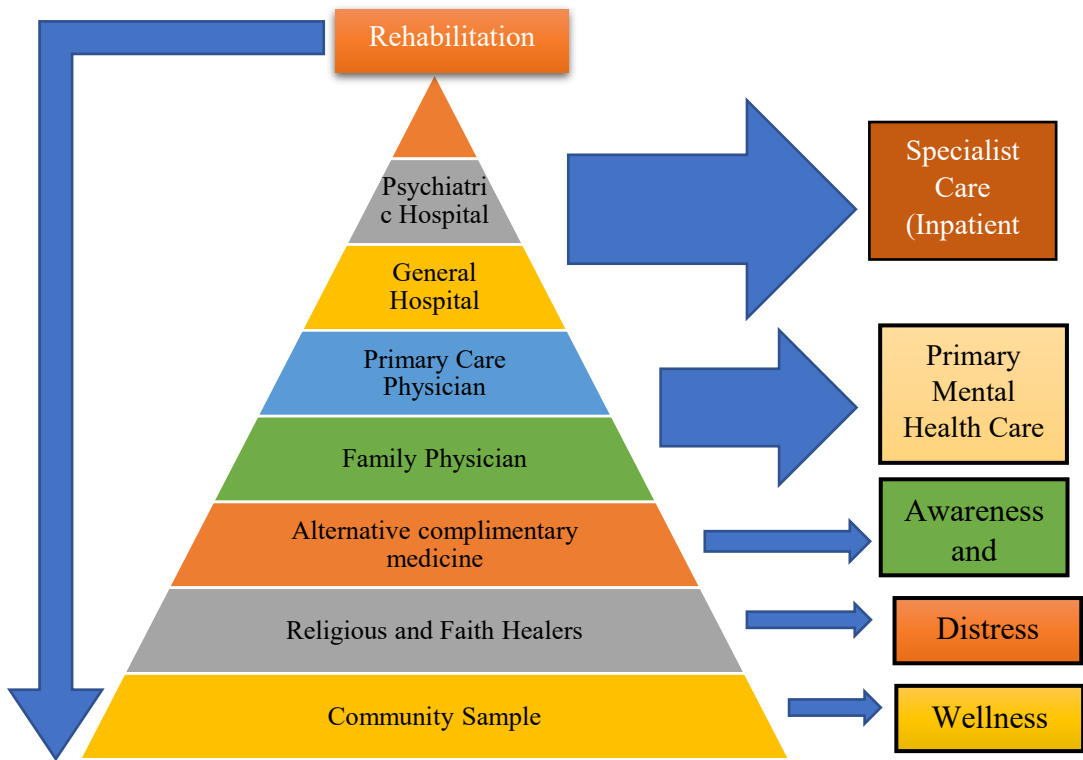 Rehabilitation
Psychiatri
c Hospital
General
Hospital
Primary Care
Physician
Family Physician
Alternative complimentary
medicine
Religious and Faith Healers
Community Sample
Specialist
Care
(Inpatient
Primary
Mental
Health Care
Awareness
and
Distress
Wellness